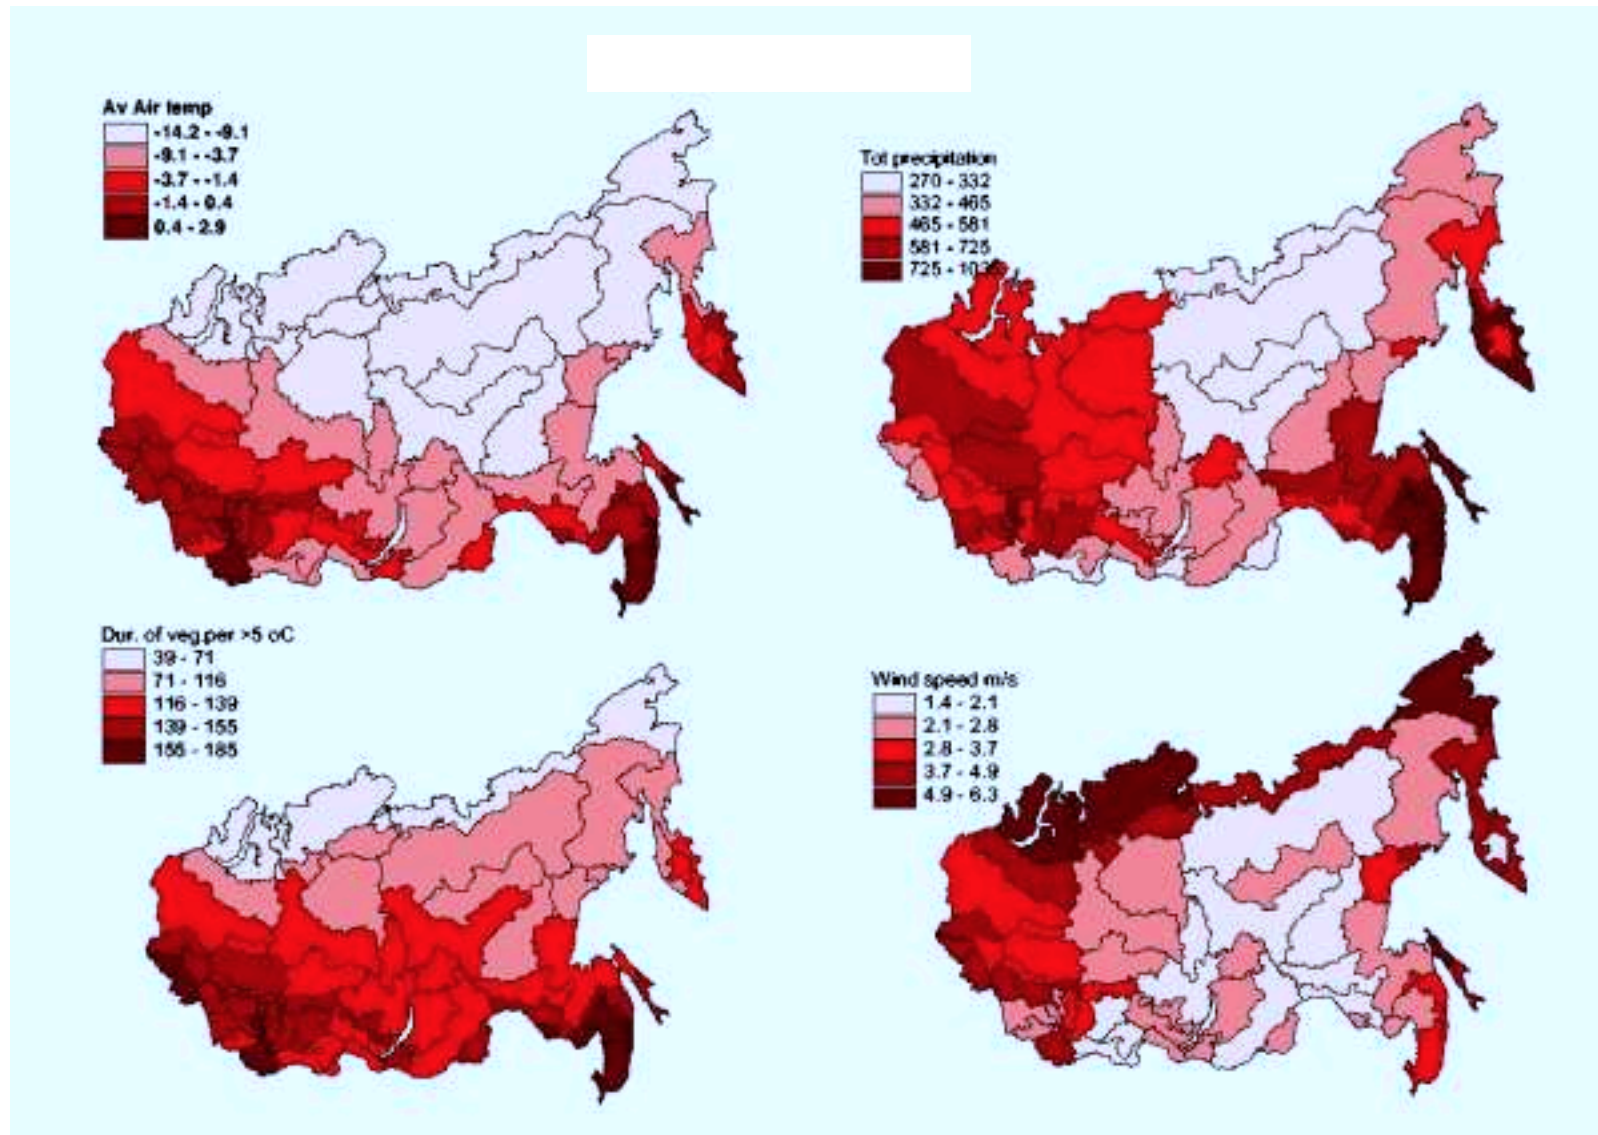 Av Air temp
-14.2 - -9.1
-9.1 - -3.7
-3.7 - -1.4
-1.4 - 0.4
0.4 - 2.9
Tot precipitation
270 - 332
332 - 465
465 - 581
581 - 725
725 -
Dur. of veg.per >5 oC
39 - 71
71 - 116
116 - 139
139 - 155
155 - 185
Wind speed m/s
1.4 - 2.1
2.1 - 2.8
2.8 - 3.7
3.7 - 4.9
4.9 - 6.3